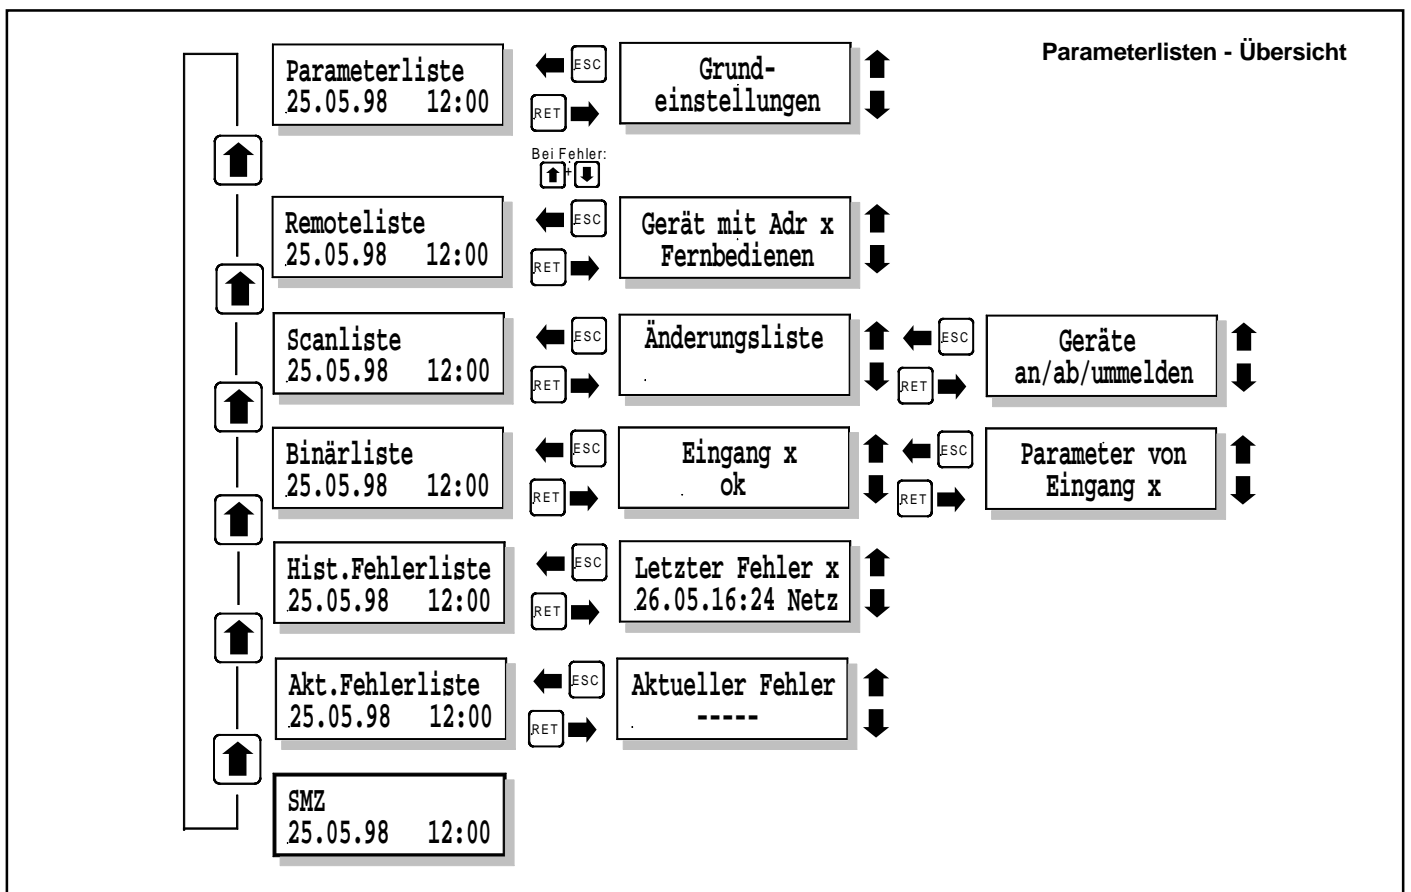 Parameterlisten - Übersicht
Parameterliste
25.05.98 12:00
ESC
RET
Grund-
einstellungen
Bei Fehler:
+
Remoteliste
25.05.98 12:00
ESC
RET
Gerät mit Adr x
Fernbedienen
Scanliste
25.05.98 12:00
ESC
RET
Änderungsliste
ESC
RET
Geräte
an/ab/ummelden
Binärliste
25.05.98 12:00
ESC
RET
Eingang x
ok
ESC
RET
Parameter von
Eingang x
Hist.Fehlerliste
25.05.98 12:00
ESC
RET
Letzter Fehler x
26.05.16:24 Netz
Akt.Fehlerliste
25.05.98 12:00
ESC
RET
Aktueller Fehler
-----
SMZ
25.05.98 12:00